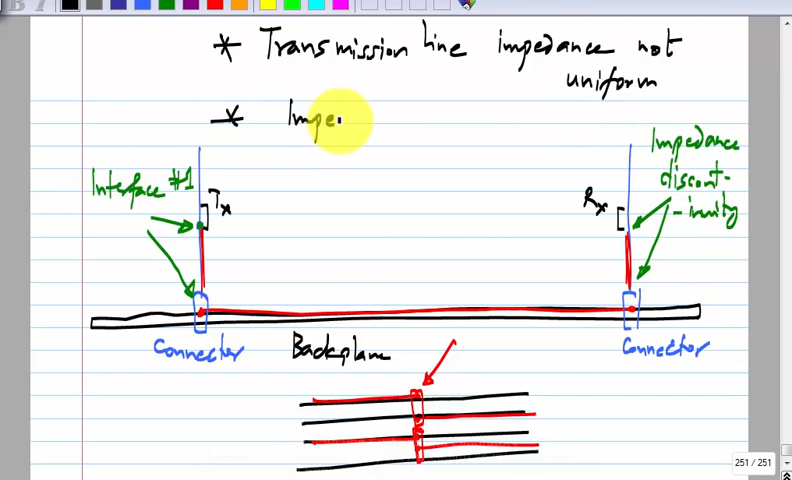 * Transmission line impedance not
uniform
* Impe
Impedance
discont-
-inuity
Interface #1
Tx
Rx
Connector
Backplane
Connector
251 / 251